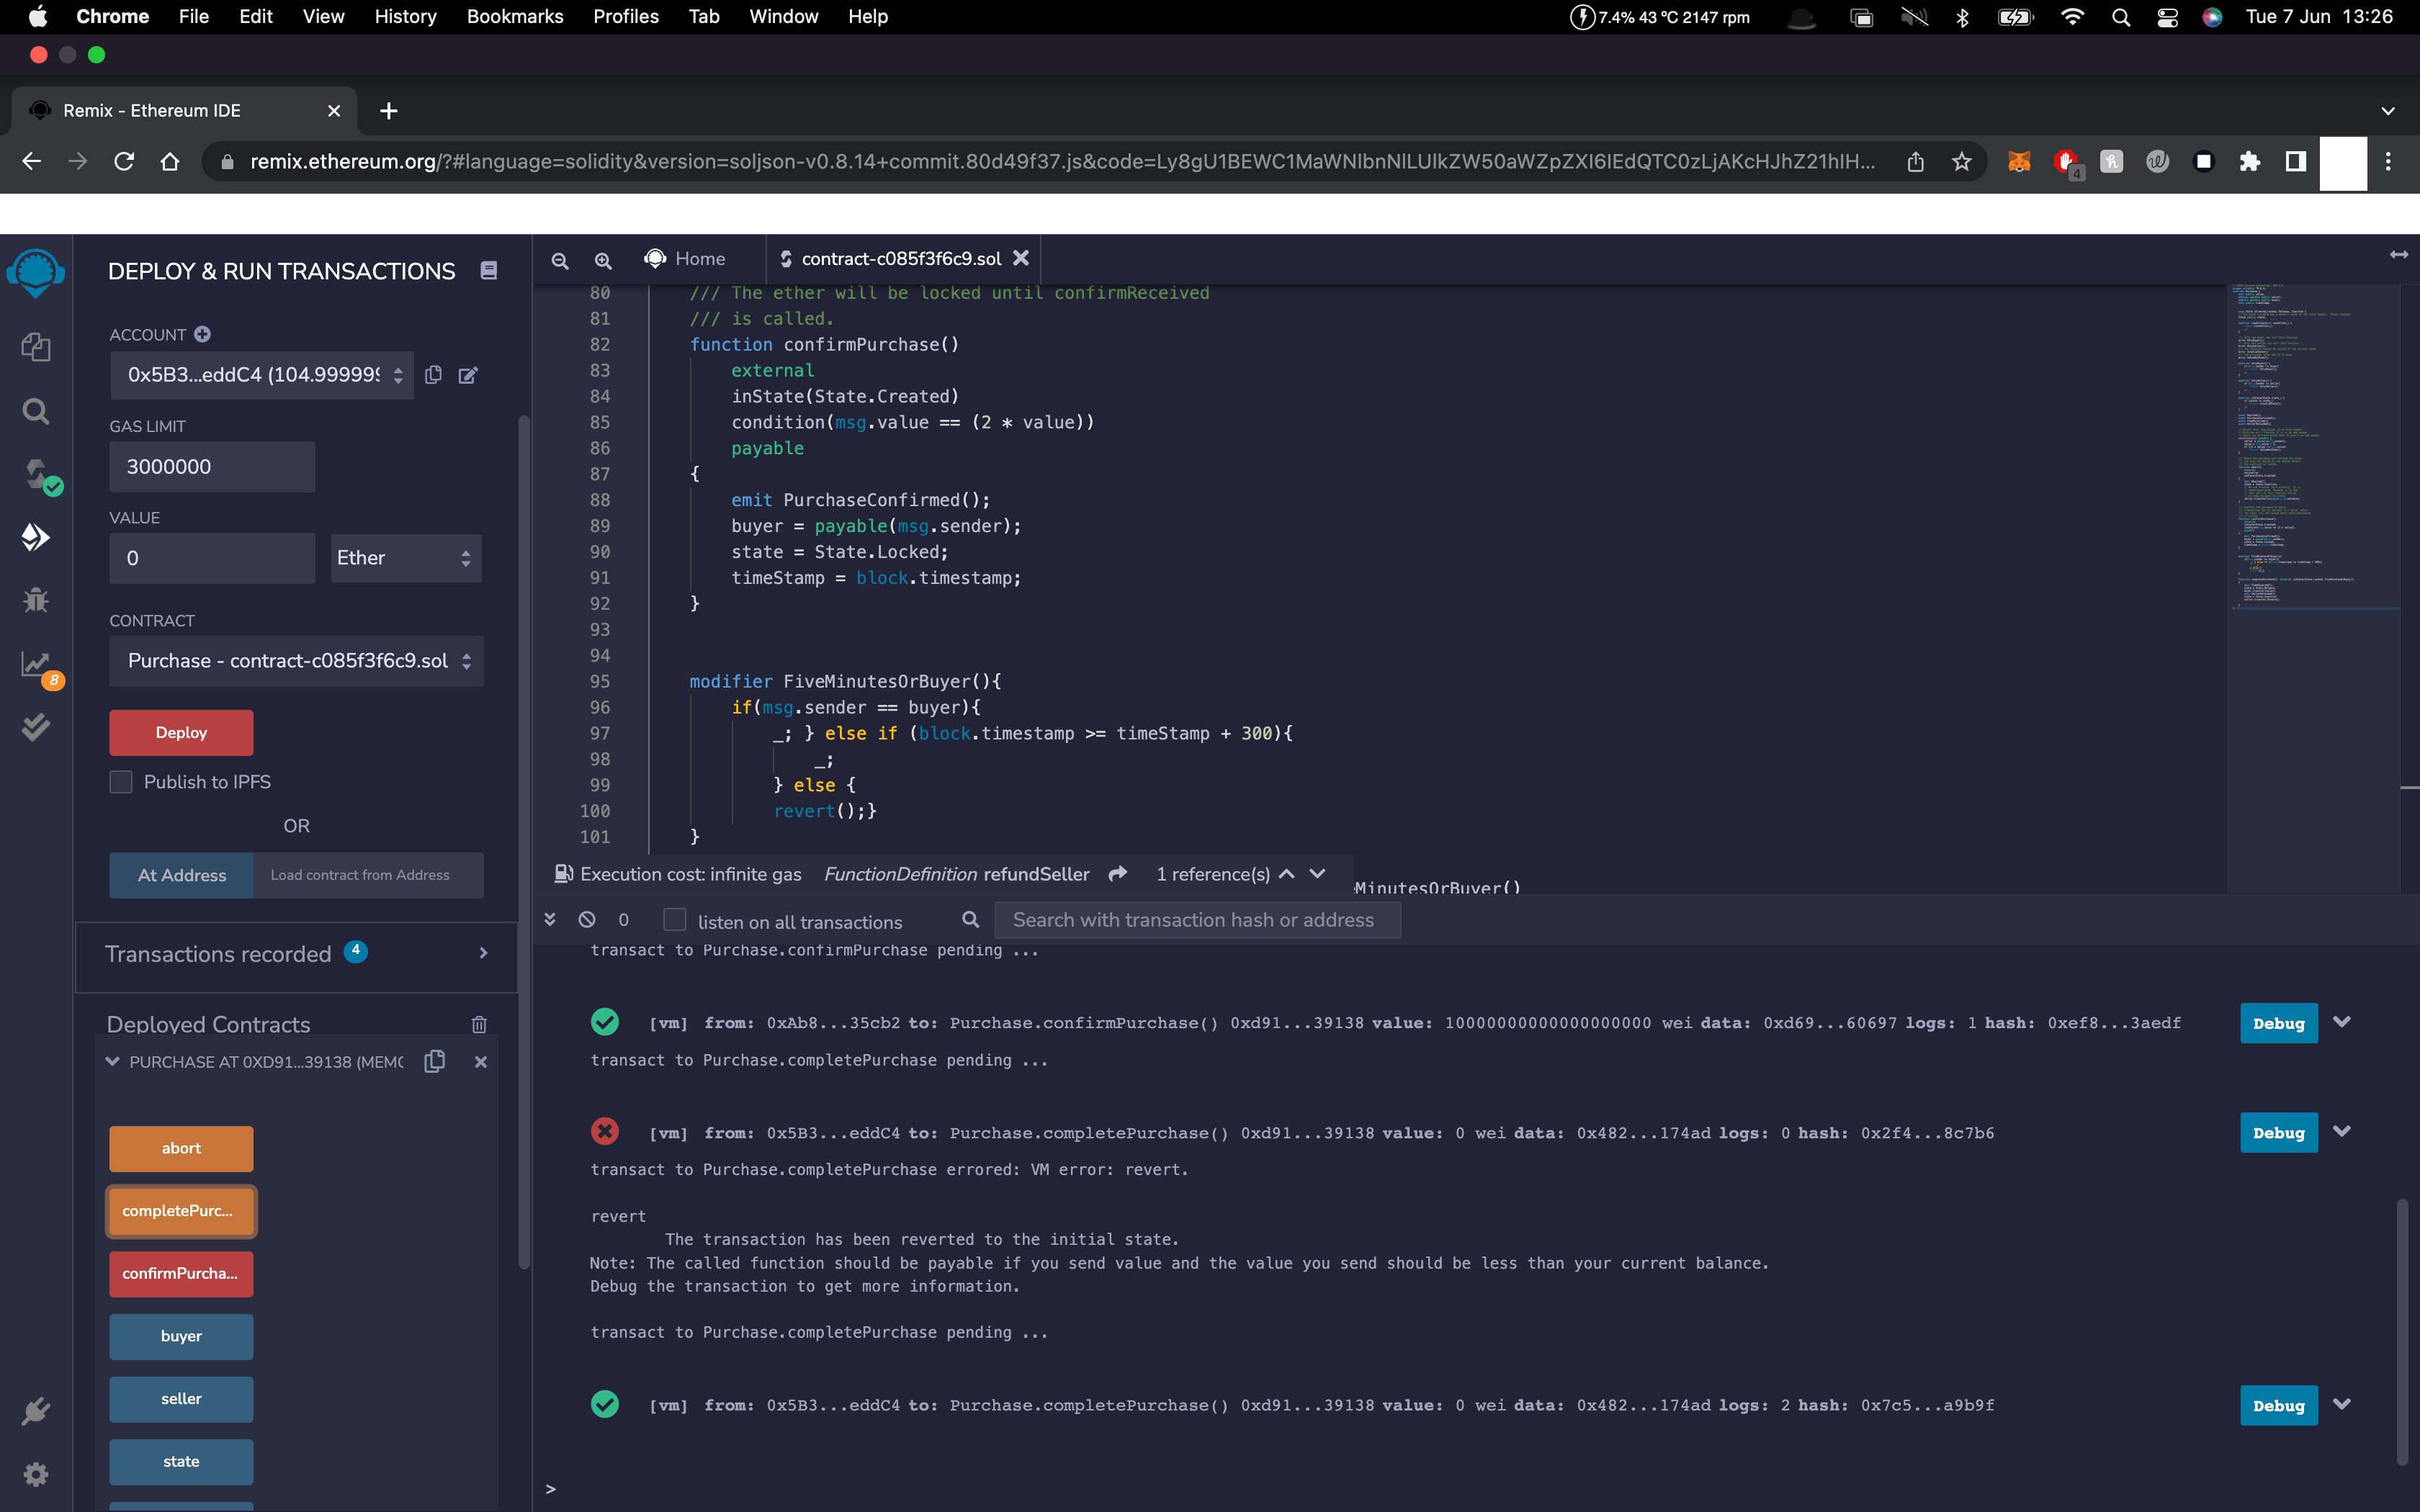 Chrome File Edit View History Bookmarks Profiles Tab Window Help 7.4% 43 °C 2147 rpm Tue 7 Jun 13:26
Remix - Ethereum IDE
remix.ethereum.org/?#language=solidity&version=soljson-v0.8.14+commit.80d49f37.js&code=Ly8gU1BEWC1MaWNlbnNlLUlkZW50aWZpZXI6IEdQTC0zLjAKcHJhZ21hIH...
4
DEPLOY & RUN TRANSACTIONS
ACCOUNT
0x5B3...eddC4 (104.999999
GAS LIMIT
3000000
VALUE
0
Ether
CONTRACT
Purchase - contract-c085f3f6c9.sol
8
Deploy
Publish to IPFS
OR
At Address
Load contract from Address
Transactions recorded 4
Deployed Contracts
PURCHASE AT 0XD91...39138 (MEMO
abort
completePurc...
confirmPurcha...
buyer
seller
state
Home
contract-c085f3f6c9.sol
80 /// The ether will be locked until confirmReceived
81 /// is called.
82 function confirmPurchase()
83 external
84 inState(State.Created)
85 condition(msg.value == (2 * value))
86 payable
87 {
88 emit PurchaseConfirmed();
89 buyer = payable(msg.sender);
90 state = State.Locked;
91 timeStamp = block.timestamp;
92 }
93
94
95 modifier FiveMinutesOrBuyer(){
96 if(msg.sender == buyer){
97 _; } else if (block.timestamp >= timeStamp + 300){
98 _;
99 } else {
100 revert();}
101 }
Execution cost: infinite gas FunctionDefinition refundSeller 1 reference(s)
MinutesOrBuyer()
0 listen on all transactions Search with transaction hash or address
transact to Purchase.confirmPurchase pending ...
[vm] from: 0xAb8...35cb2 to: Purchase.confirmPurchase() 0xd91...39138 value: 10000000000000000000 wei data: 0xd69...60697 logs: 1 hash: 0xef8...3aedf
Debug
transact to Purchase.completePurchase pending ...
[vm] from: 0x5B3...eddC4 to: Purchase.completePurchase() 0xd91...39138 value: 0 wei data: 0x482...174ad logs: 0 hash: 0x2f4...8c7b6
Debug
transact to Purchase.completePurchase errored: VM error: revert.
revert
The transaction has been reverted to the initial state.
Note: The called function should be payable if you send value and the value you send should be less than your current balance.
Debug the transaction to get more information.
transact to Purchase.completePurchase pending ...
[vm] from: 0x5B3...eddC4 to: Purchase.completePurchase() 0xd91...39138 value: 0 wei data: 0x482...174ad logs: 2 hash: 0x7c5...a9b9f
Debug
>